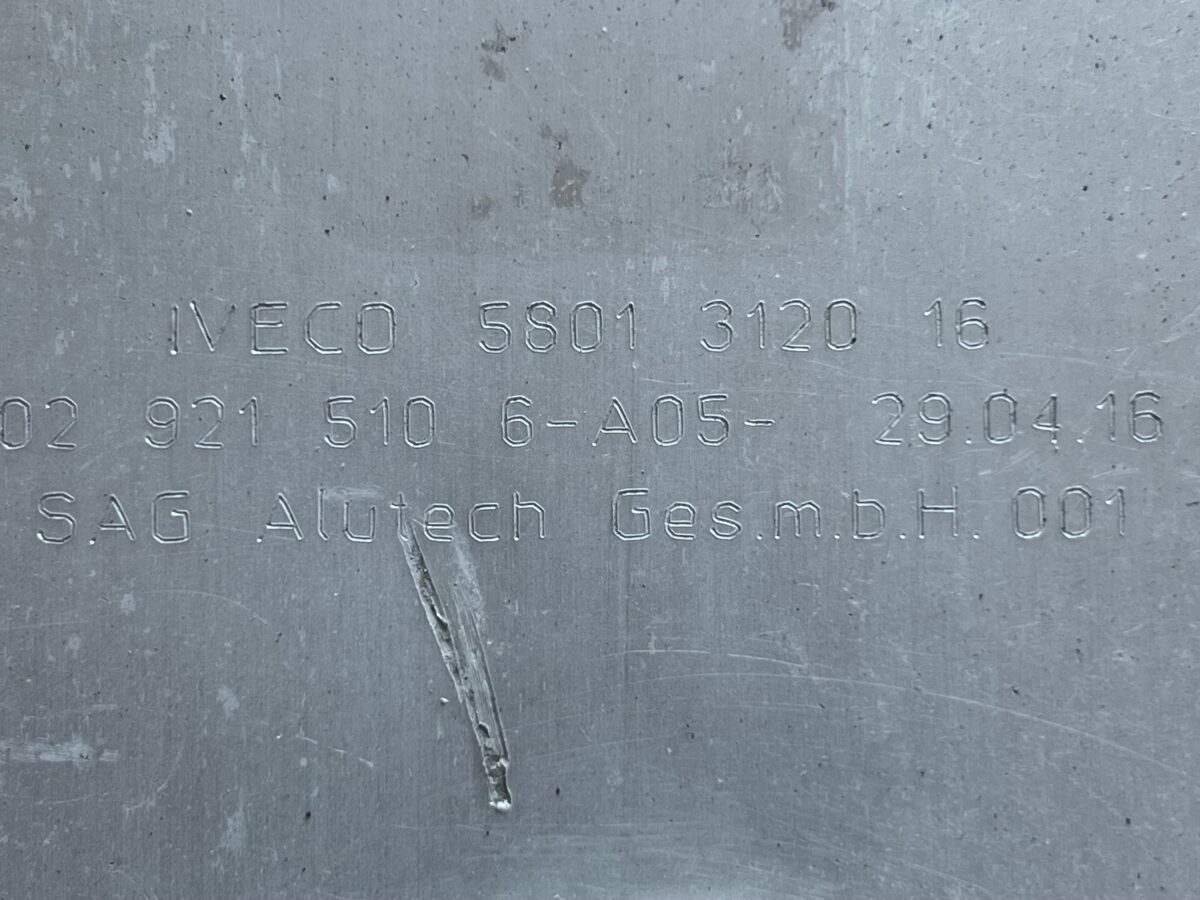 IVECO 5801 3120 16
02 921 510 6-A05- 29.04.16
SAG Alutech Ges.m.b.H. 001